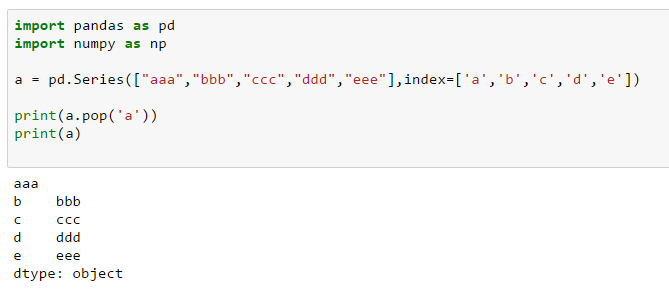 import pandas as pd
import numpy as np
a = pd.Series(["aaa","bbb","ccc","ddd","eee"],index=['a','b','c','d','e'])
print(a.pop('a'))
print(a)
aaa
b    bbb
c    ccc
d    ddd
e    eee
dtype: object